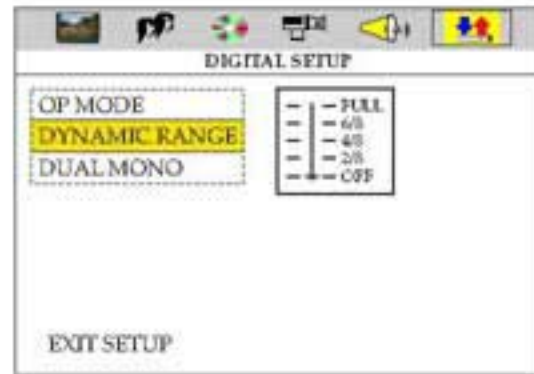 DIGITAL SETUP
OP MODE
DYNAMIC RANGE
DUAL MONO
FULL
6/8
4/8
2/8
OFF
EXIT SETUP